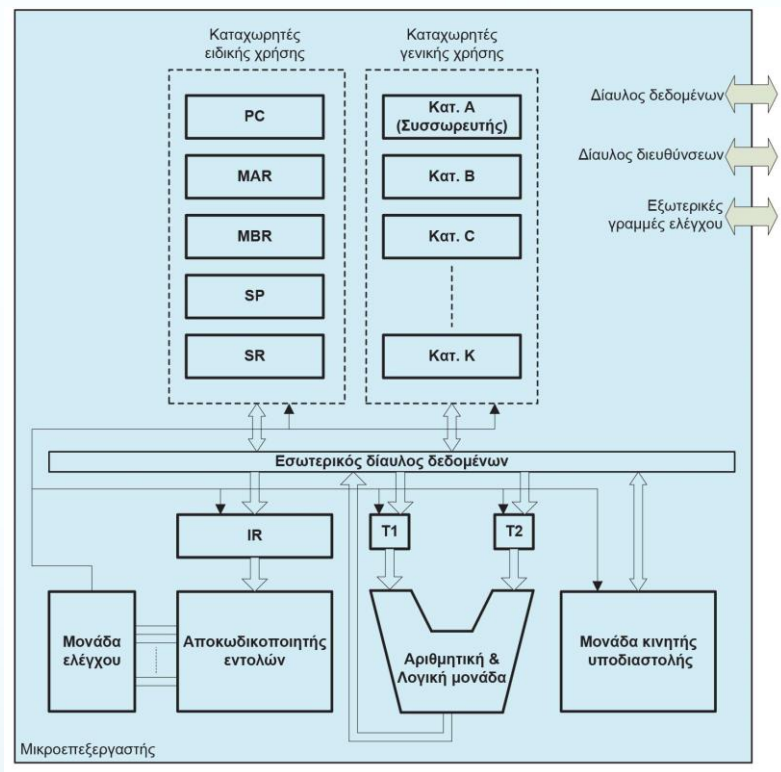 Καταχωρητές
ειδικής χρήσης
Καταχωρητές
γενικής χρήσης
PC
MAR
MBR
SP
SR
Κατ. Α
(Συσσωρευτής)
Κατ. Β
Κατ. C
Κατ. Κ
Δίαυλος δεδομένων
Δίαυλος διευθύνσεων
Εξωτερικές
γραμμές ελέγχου
Εσωτερικός δίαυλος δεδομένων
IR
T1
T2
Μονάδα
ελέγχου
Αποκωδικοποιητής
εντολών
Αριθμητική &
Λογική μονάδα
Μονάδα κινητής
υποδιαστολής
Μικροεπεξεργαστής